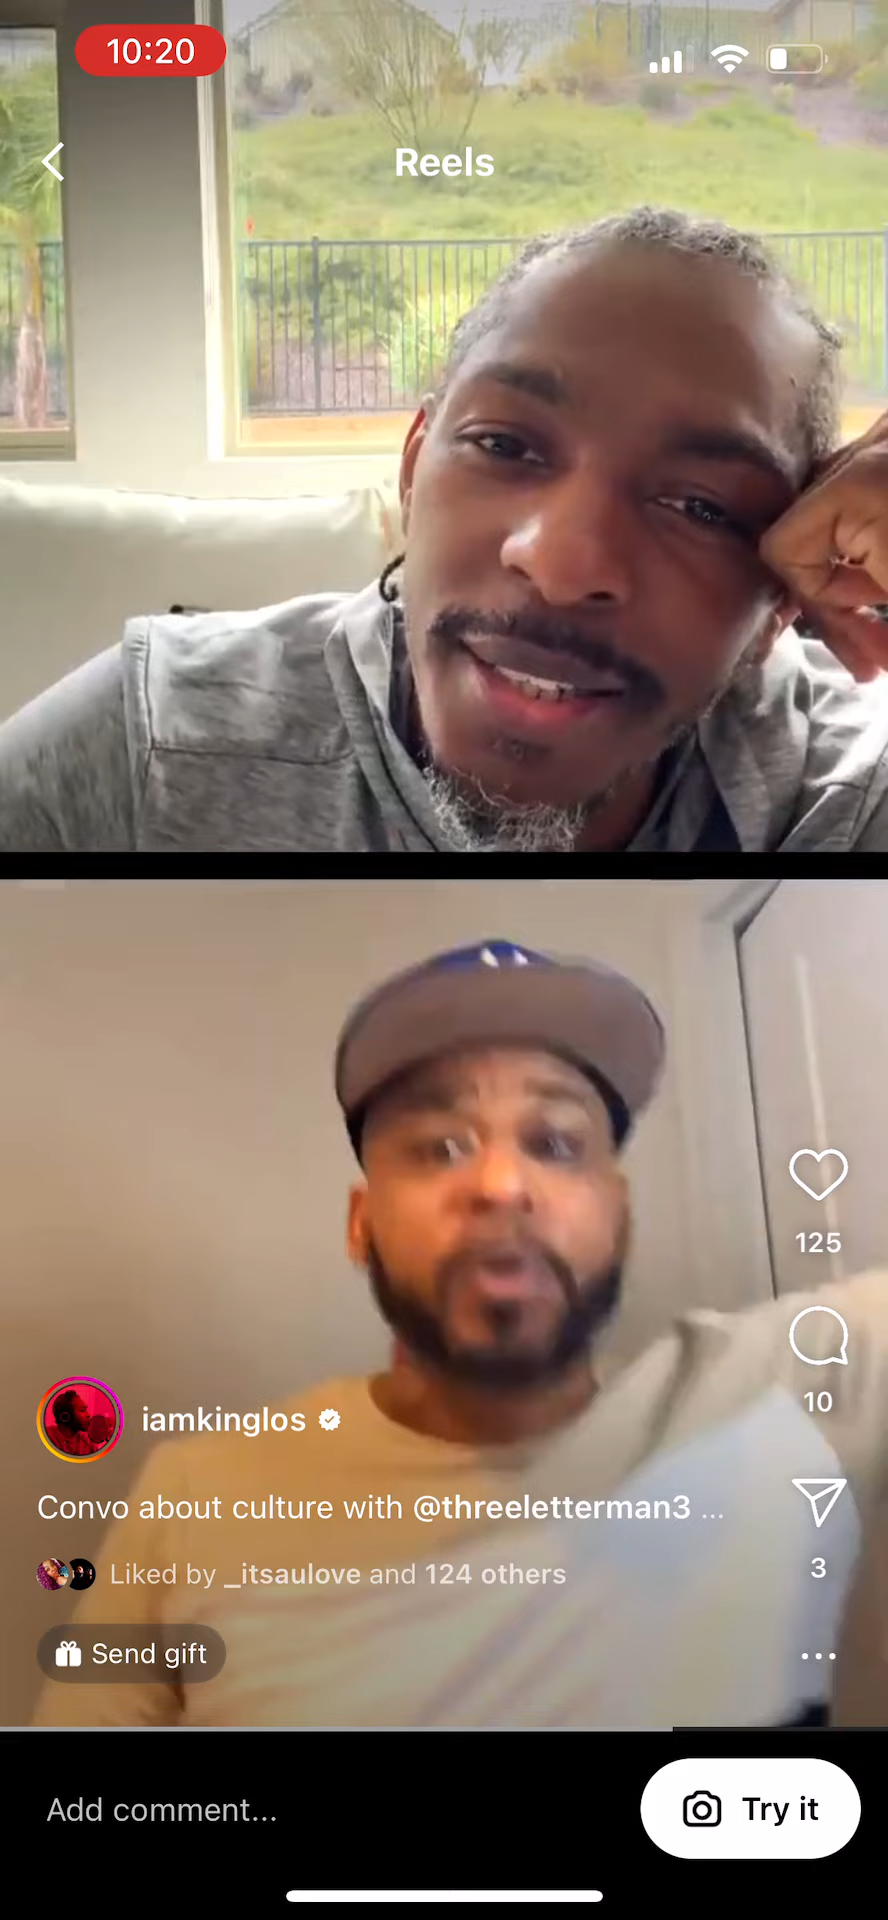 10:20
Reels
125
10
iamkinglos
Convo about culture with @threeletterman3 ...
3
Liked by _itsaulove and 124 others
Send gift
Add comment...
Try it